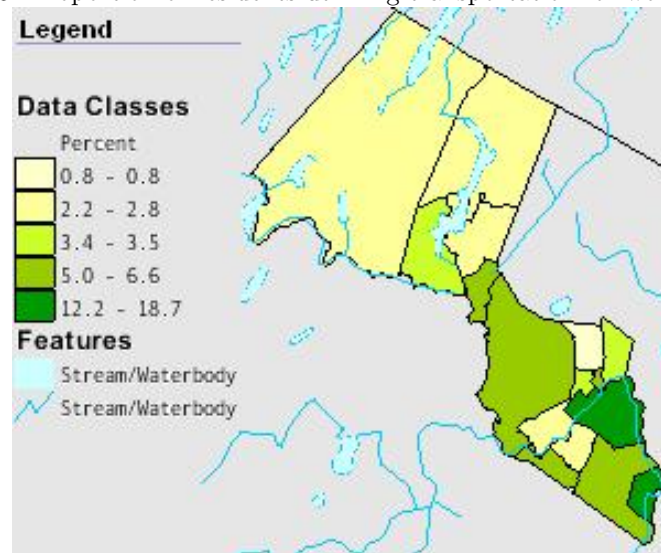 Legend
Data Classes
Percent
0.8 - 0.8
2.2 - 2.8
3.4 - 3.5
5.0 - 6.6
12.2 - 18.7
Features
Stream/Waterbody
Stream/Waterbody